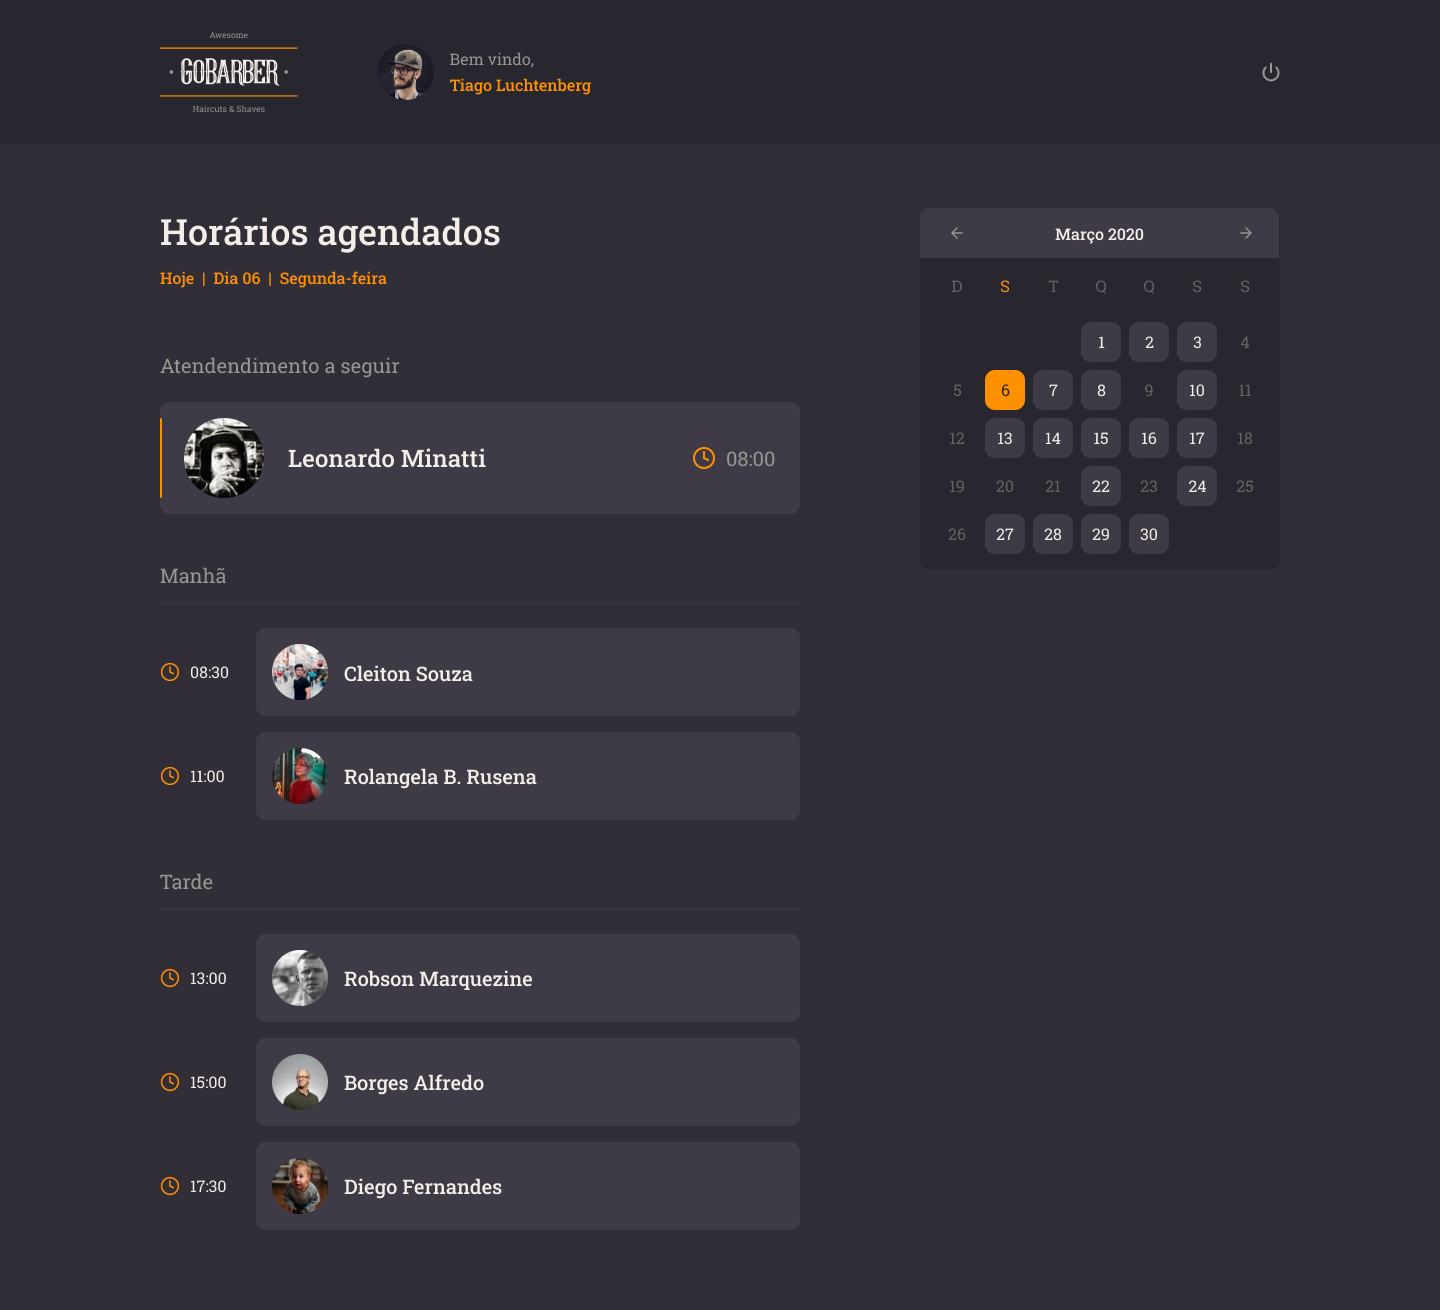 Awesome
GOBARBER
Haircuts & Shaves
Bem vindo,
Tiago Luchtenberg
Horários agendados
Hoje | Dia 06 | Segunda-feira
Atendendimento a seguir
Leonardo Minatti
08:00
Manhã
08:30
Cleiton Souza
11:00
Rolangela B. Rusena
Tarde
13:00
Robson Marquezine
15:00
Borges Alfredo
17:30
Diego Fernandes
Março 2020
D S T Q Q S S
1 2 3 4
5 6 7 8 9 10 11
12 13 14 15 16 17 18
19 20 21 22 23 24 25
26 27 28 29 30